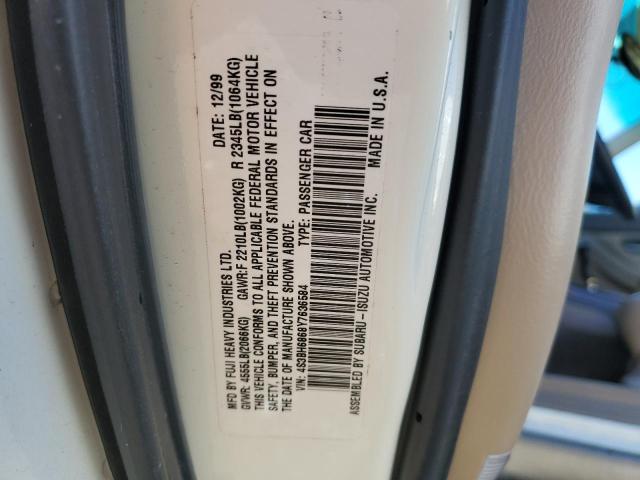 MFD BY FUJI HEAVY INDUSTRIES LTD. DATE: 12/99
GVWR: 4555LB(2066KG) GAWR:F 2210LB(1002KG) R 2345LB(1064KG)
THIS VEHICLE CONFORMS TO ALL APPLICABLE FEDERAL MOTOR VEHICLE
SAFETY, BUMPER, AND THEFT PREVENTION STANDARDS IN EFFECT ON
THE DATE OF MANUFACTURE SHOWN ABOVE.
VIN: 4S3BH6868Y7636584 TYPE: PASSENGER CAR
ASSEMBLED BY SUBARU-ISUZU AUTOMOTIVE INC. MADE IN U.S.A.